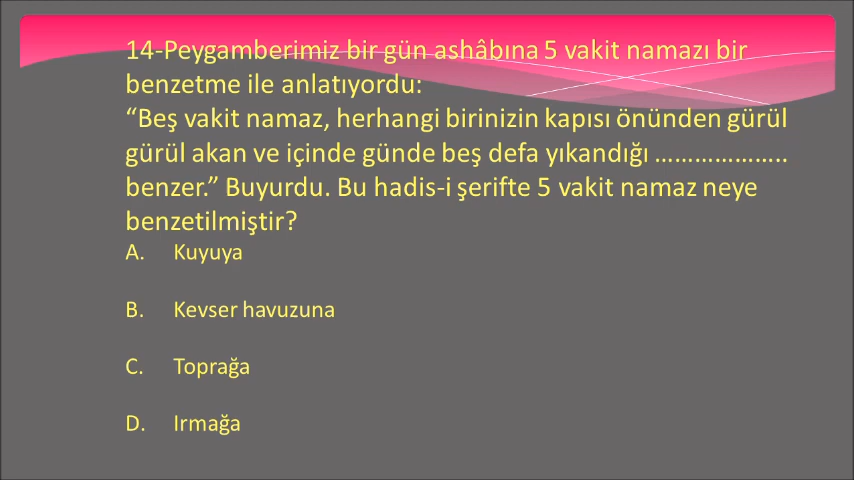 14-Peygamberimiz bir gün ashâbına 5 vakit namazı bir
benzetme ile anlatıyordu:
“Beş vakit namaz, herhangi birinizin kapısı önünden gürül
gürül akan ve içinde günde beş defa yıkandığı ………………..
benzer.” Buyurdu. Bu hadis-i şerifte 5 vakit namaz neye
benzetilmiştir?
A. Kuyuya
B. Kevser havuzuna
C. Toprağa
D. Irmağa